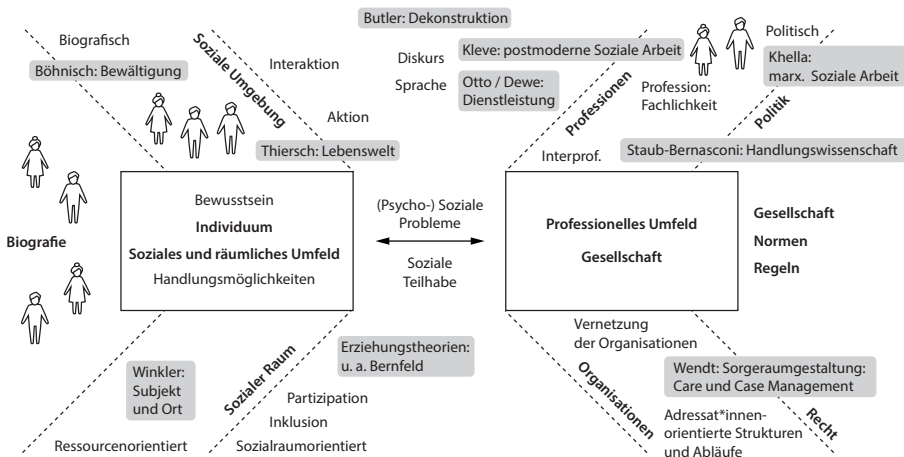 Butler: Dekonstruktion
Biografisch
Böhnisch: Bewältigung
Soziale Umgebung
Interaktion
Aktion
Thiersch: Lebenswelt
Diskurs
Sprache
Kleve: postmoderne Soziale Arbeit
Otto / Dewe:
Dienstleistung
Professionen
Interprof.
Profession:
Fachlichkeit
Politisch
Khella:
marx. Soziale Arbeit
Politik
Staub-Bernasconi: Handlungswissenschaft
Biografie
Bewusstsein
Individuum
Soziales und räumliches Umfeld
Handlungsmöglichkeiten
(Psycho-) Soziale
Probleme
Soziale
Teilhabe
Professionelles Umfeld
Gesellschaft
Gesellschaft
Normen
Regeln
Winkler:
Subjekt
und Ort
Ressourcenorientiert
Sozialer Raum
Erziehungstheorien:
u. a. Bernfeld
Partizipation
Inklusion
Sozialraumorientiert
Vernetzung
der Organisationen
Organisationen
Wendt: Sorgeraumgestaltung:
Care und Case Management
Adressat*innen-
orientierte Strukturen
und Abläufe
Recht